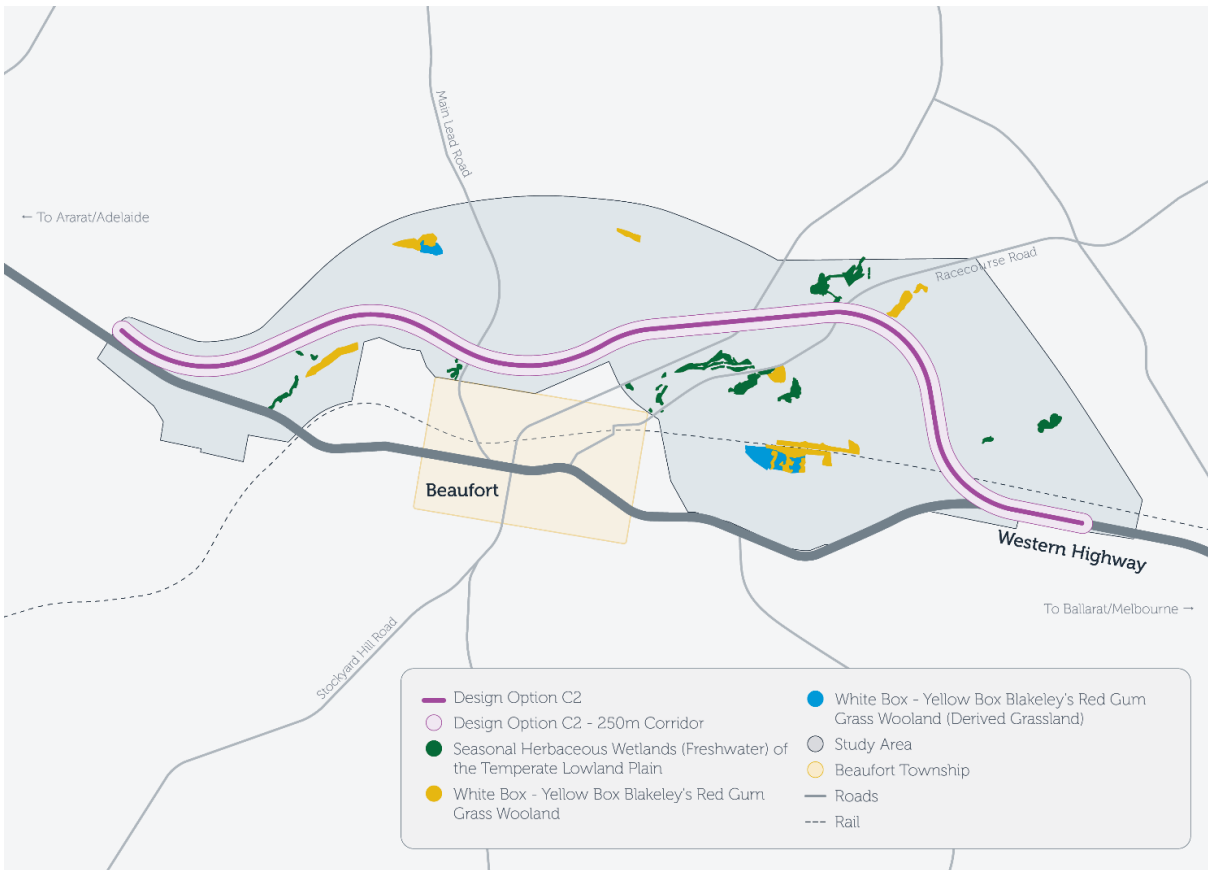 Main Lead Road
← To Ararat/Adelaide
Racecourse Road
Beaufort
Western Highway
To Ballarat/Melbourne →
Stockyard Hill Road
Design Option C2
Design Option C2 - 250m Corridor
Seasonal Herbaceous Wetlands (Freshwater) of
the Temperate Lowland Plain
White Box - Yellow Box Blakeley's Red Gum
Grass Wooland
White Box - Yellow Box Blakeley's Red Gum
Grass Wooland (Derived Grassland)
Study Area
Beaufort Township
Roads
Rail